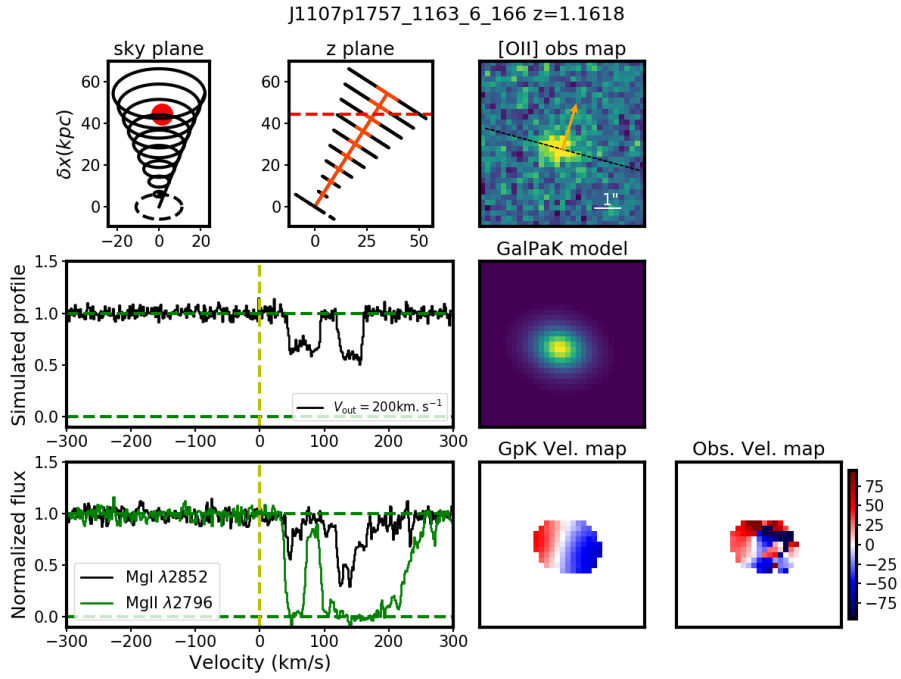 J1107p1757_1163_6_166 z=1.1618
sky plane
z plane
[OII] obs map
δx(kpc)
60
40
20
0
−20 0 20
60
40
20
0
0 25 50
1"
Simulated profile
1.5
1.0
0.5
0.0
−300 −200 −100 0 100 200 300
V_out = 200km. s⁻¹
GalPaK model
Normalized flux
1.5
1.0
0.5
0.0
−300 −200 −100 0 100 200 300
Velocity (km/s)
MgI λ2852
MgII λ2796
GpK Vel. map
Obs. Vel. map
75
50
25
0
−25
−50
−75